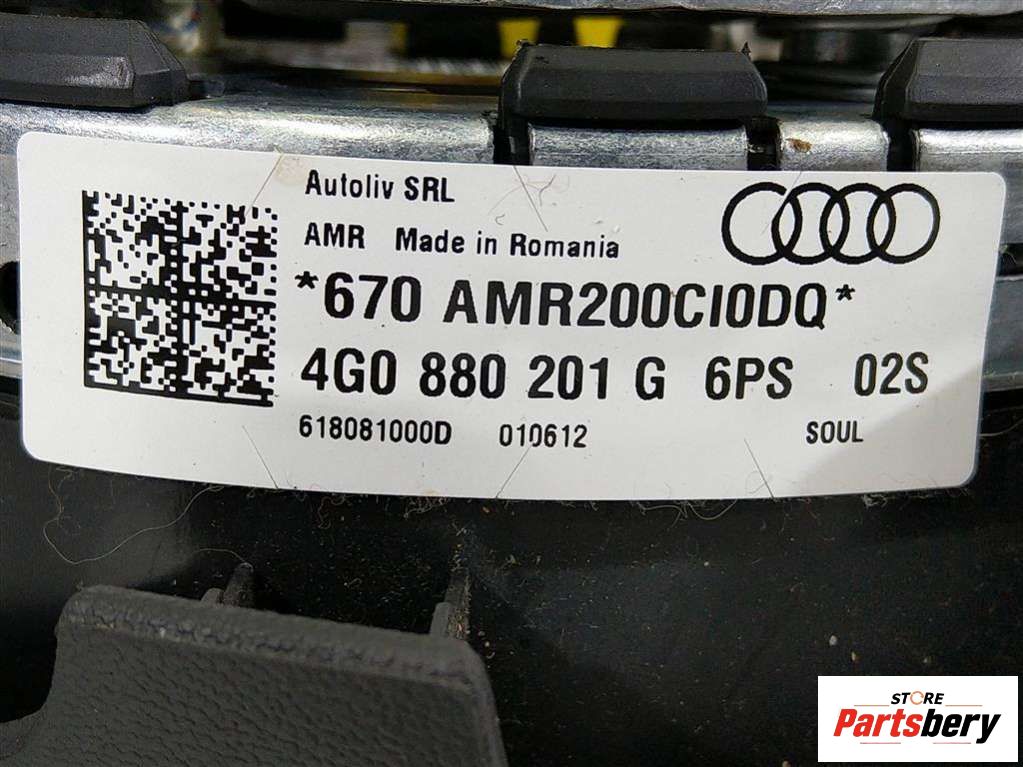 Autoliv SRL
AMR Made in Romania
*670 AMR200CI0DQ*
4G0 880 201 G 6PS 02S
618081000D 010612 SOUL
STORE
Partsbery